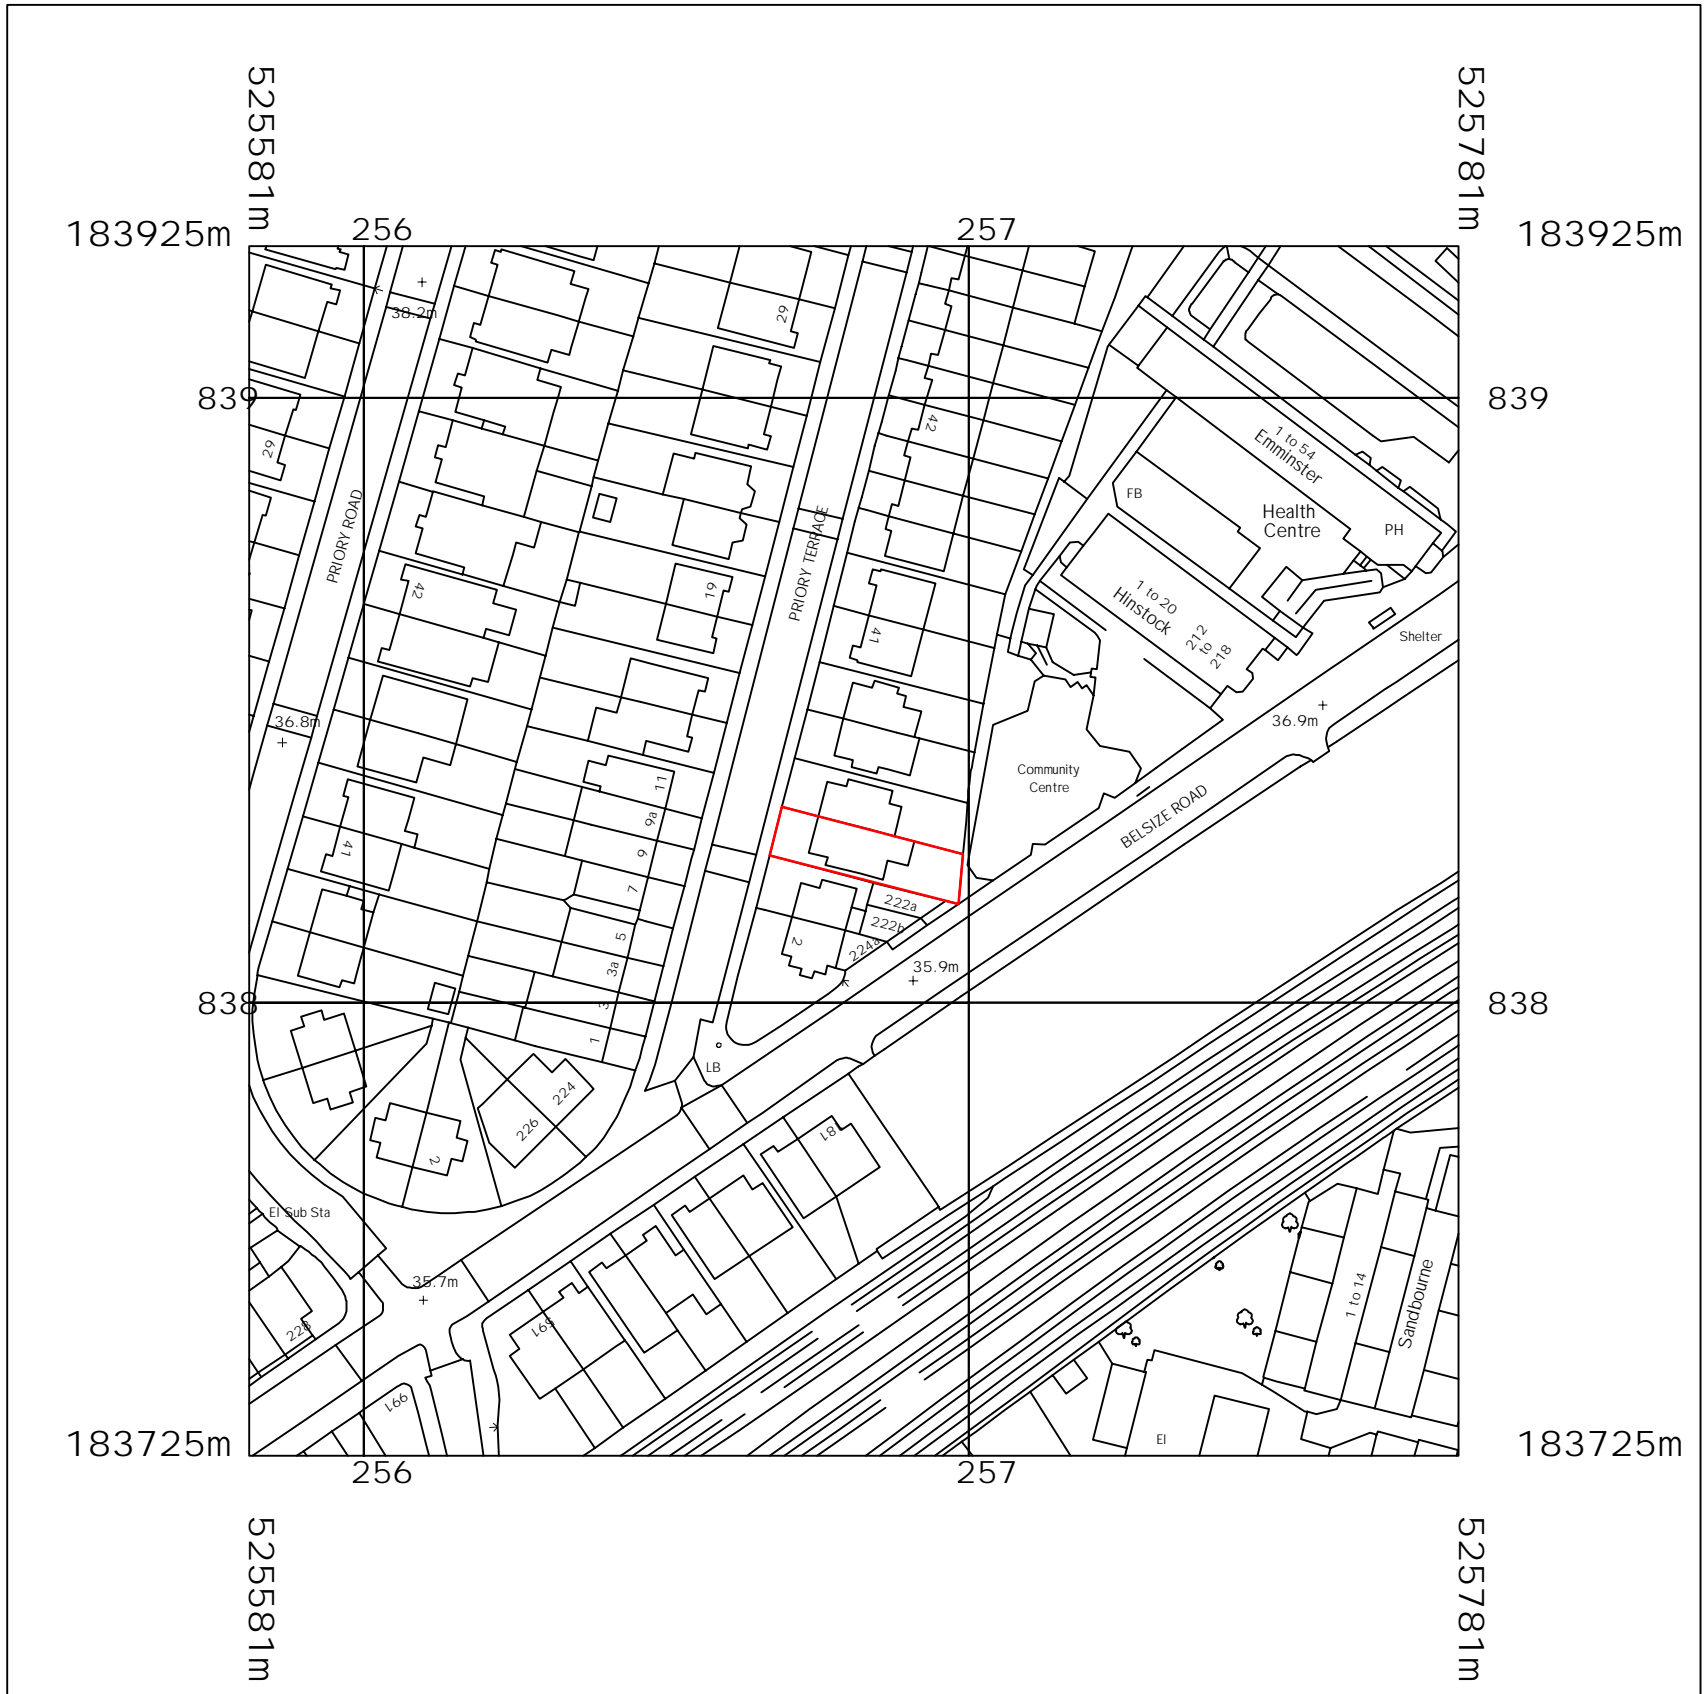 525581m
525781m
183925m
256
257
183925m
38.2m
29
839
839
42
29
1 to 54
Emminster
FB
Health
Centre
PH
PRIORY ROAD
PRIORY TERRACE
42
19
41
1 to 20
Hinstock
212
to
218
Shelter
36.8m
36.9m
11
Community
Centre
9a
BELSIZE ROAD
41
9
7
222a
222b
224a
5
2
3a
35.9m
838
3
838
1
LB
224
226
181
2
El Sub Sta
35.7m
1 to 14
Sandbourne
228
169
199
El
183725m
256
257
183725m
525581m
525781m